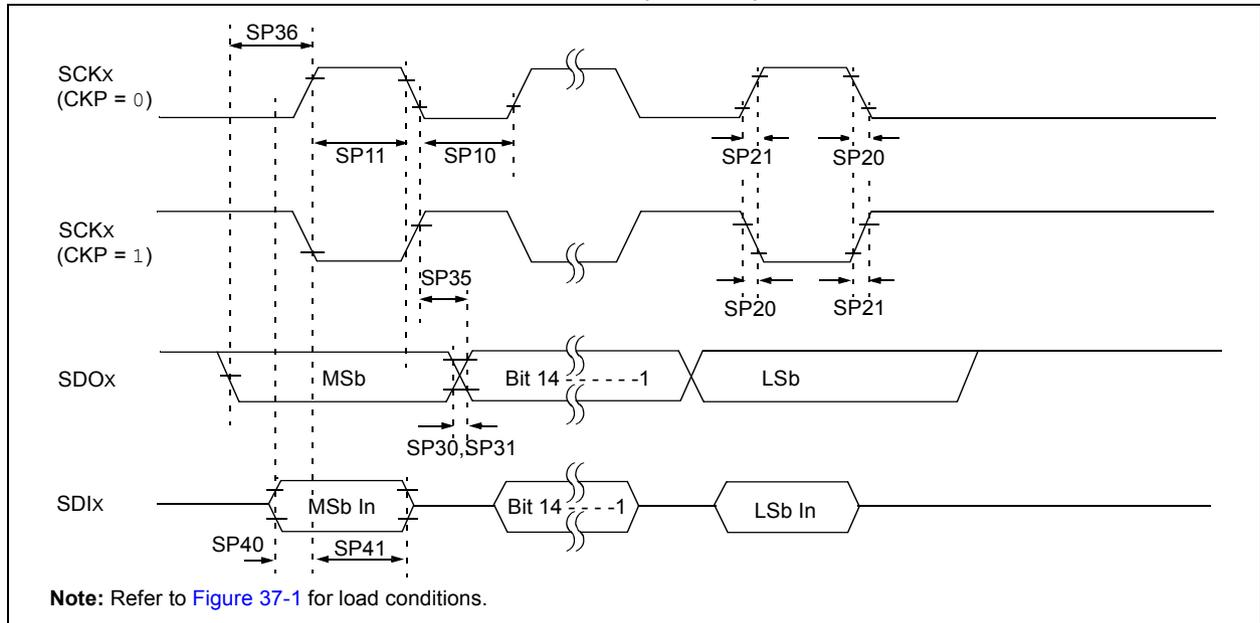 SP36
SCKx
(CKP = 0)
SP11
SP10
SP21
SP20
SCKx
(CKP = 1)
SP35
SP20
SP21
SDOx
MSb
Bit 14 - - - - - -1
LSb
SP30,SP31
SDIx
MSb In
Bit 14 - - - -1
LSb In
SP40
SP41
Note: Refer to Figure 37-1 for load conditions.